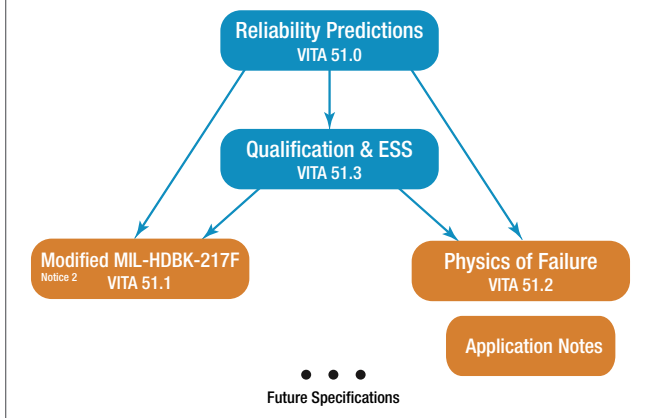 Reliability Predictions
VITA 51.0
Qualification & ESS
VITA 51.3
Modified MIL-HDBK-217F
Notice 2 VITA 51.1
Physics of Failure
VITA 51.2
Application Notes
Future Specifications